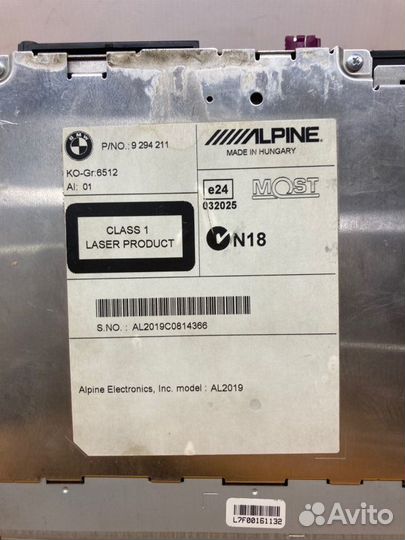 BMW
P/NO.: 9 294 211
KO-Gr:6512
AI: 01
ALPINE
MADE IN HUNGARY
e24
MOST
032025
N18
CLASS 1
LASER PRODUCT
S.NO. : AL2019C0814366
Alpine Electronics, Inc. model : AL2019
L7F00161132
Avito